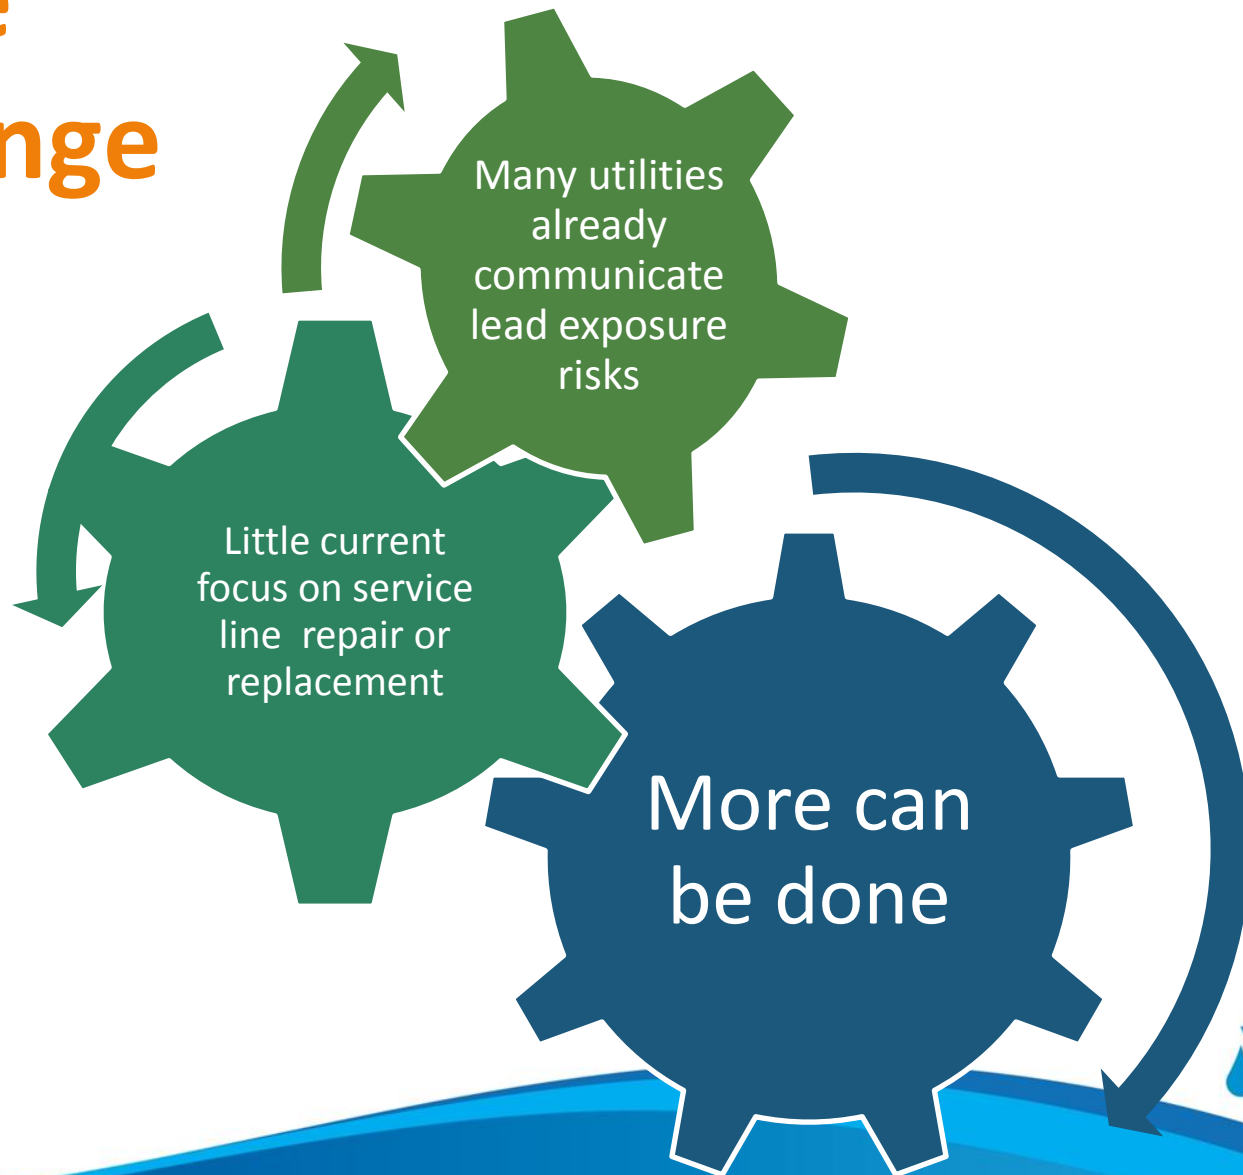 nge
Many utilities
already
communicate
lead exposure
risks
Little current
focus on service
line  repair or
replacement
More can
be done